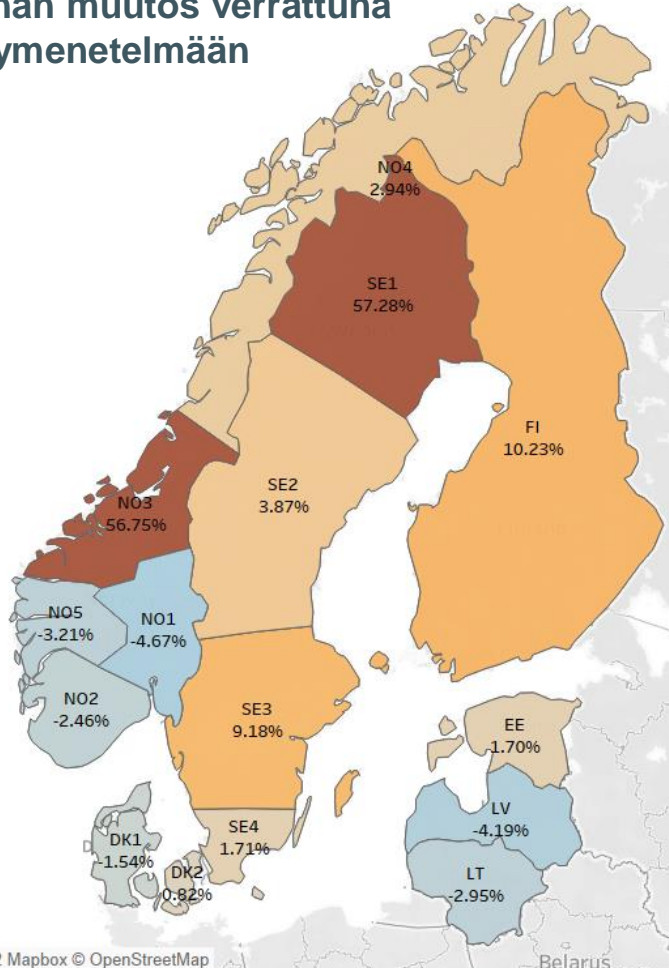 muutos verrattuna
NO4
2.94%
SE1
57.28%
FI
10.23%
SE2
3.87%
NO3
56.75%
NO5
-3.21%
NO1
-4.67%
NO2
-2.46%
SE3
9.18%
EE
1.70%
LV
-4.19%
SE4
1.71%
DK1
-1.54%
DK2
0.82%
LT
-2.95%
Mapbox © OpenStreetMap
Belarus